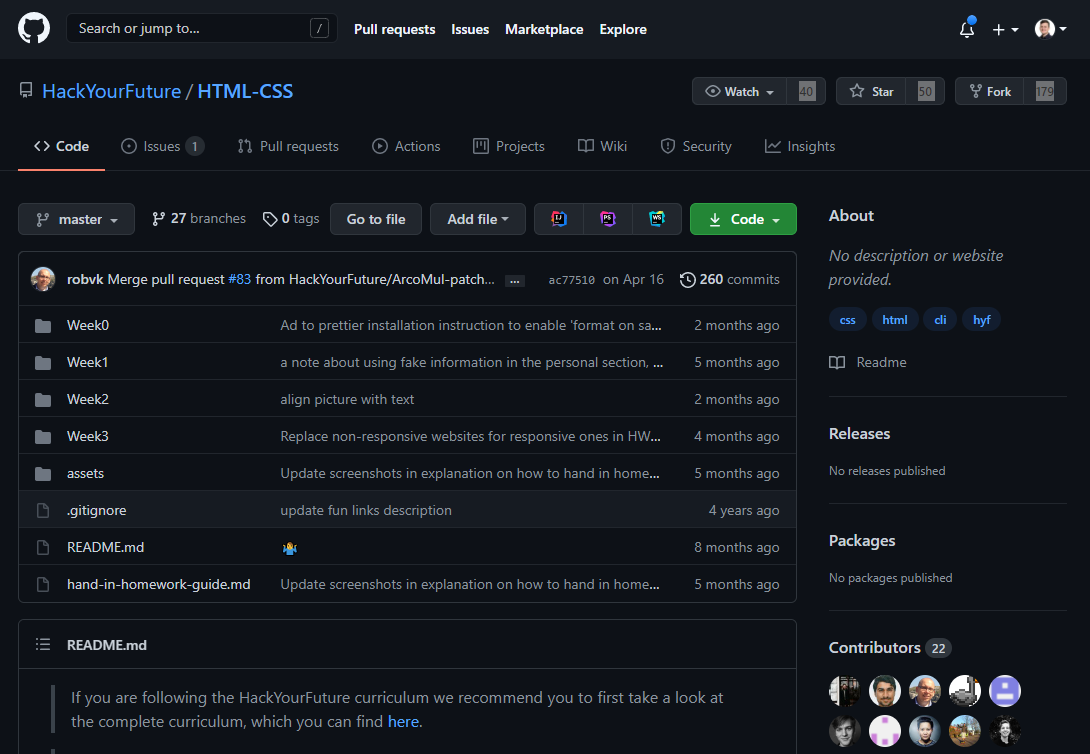 Search or jump to... /
Pull requests Issues Marketplace Explore
HackYourFuture / HTML-CSS
Watch 40 Star 50 Fork 179
Code Issues 1 Pull requests Actions Projects Wiki Security Insights
master 27 branches 0 tags Go to file Add file IJ PS WS Code
robvk Merge pull request #83 from HackYourFuture/ArcoMul-patch... ... ac77510 on Apr 16 260 commits
Week0 Ad to prettier installation instruction to enable 'format on sa... 2 months ago
Week1 a note about using fake information in the personal section, ... 5 months ago
Week2 align picture with text 2 months ago
Week3 Replace non-responsive websites for responsive ones in HW... 4 months ago
assets Update screenshots in explanation on how to hand in home... 5 months ago
.gitignore update fun links description 4 years ago
README.md 🤷 8 months ago
hand-in-homework-guide.md Update screenshots in explanation on how to hand in home... 5 months ago
README.md
If you are following the HackYourFuture curriculum we recommend you to first take a look at
the complete curriculum, which you can find here.
About
No description or website
provided.
css html cli hyf
Readme
Releases
No releases published
Packages
No packages published
Contributors 22